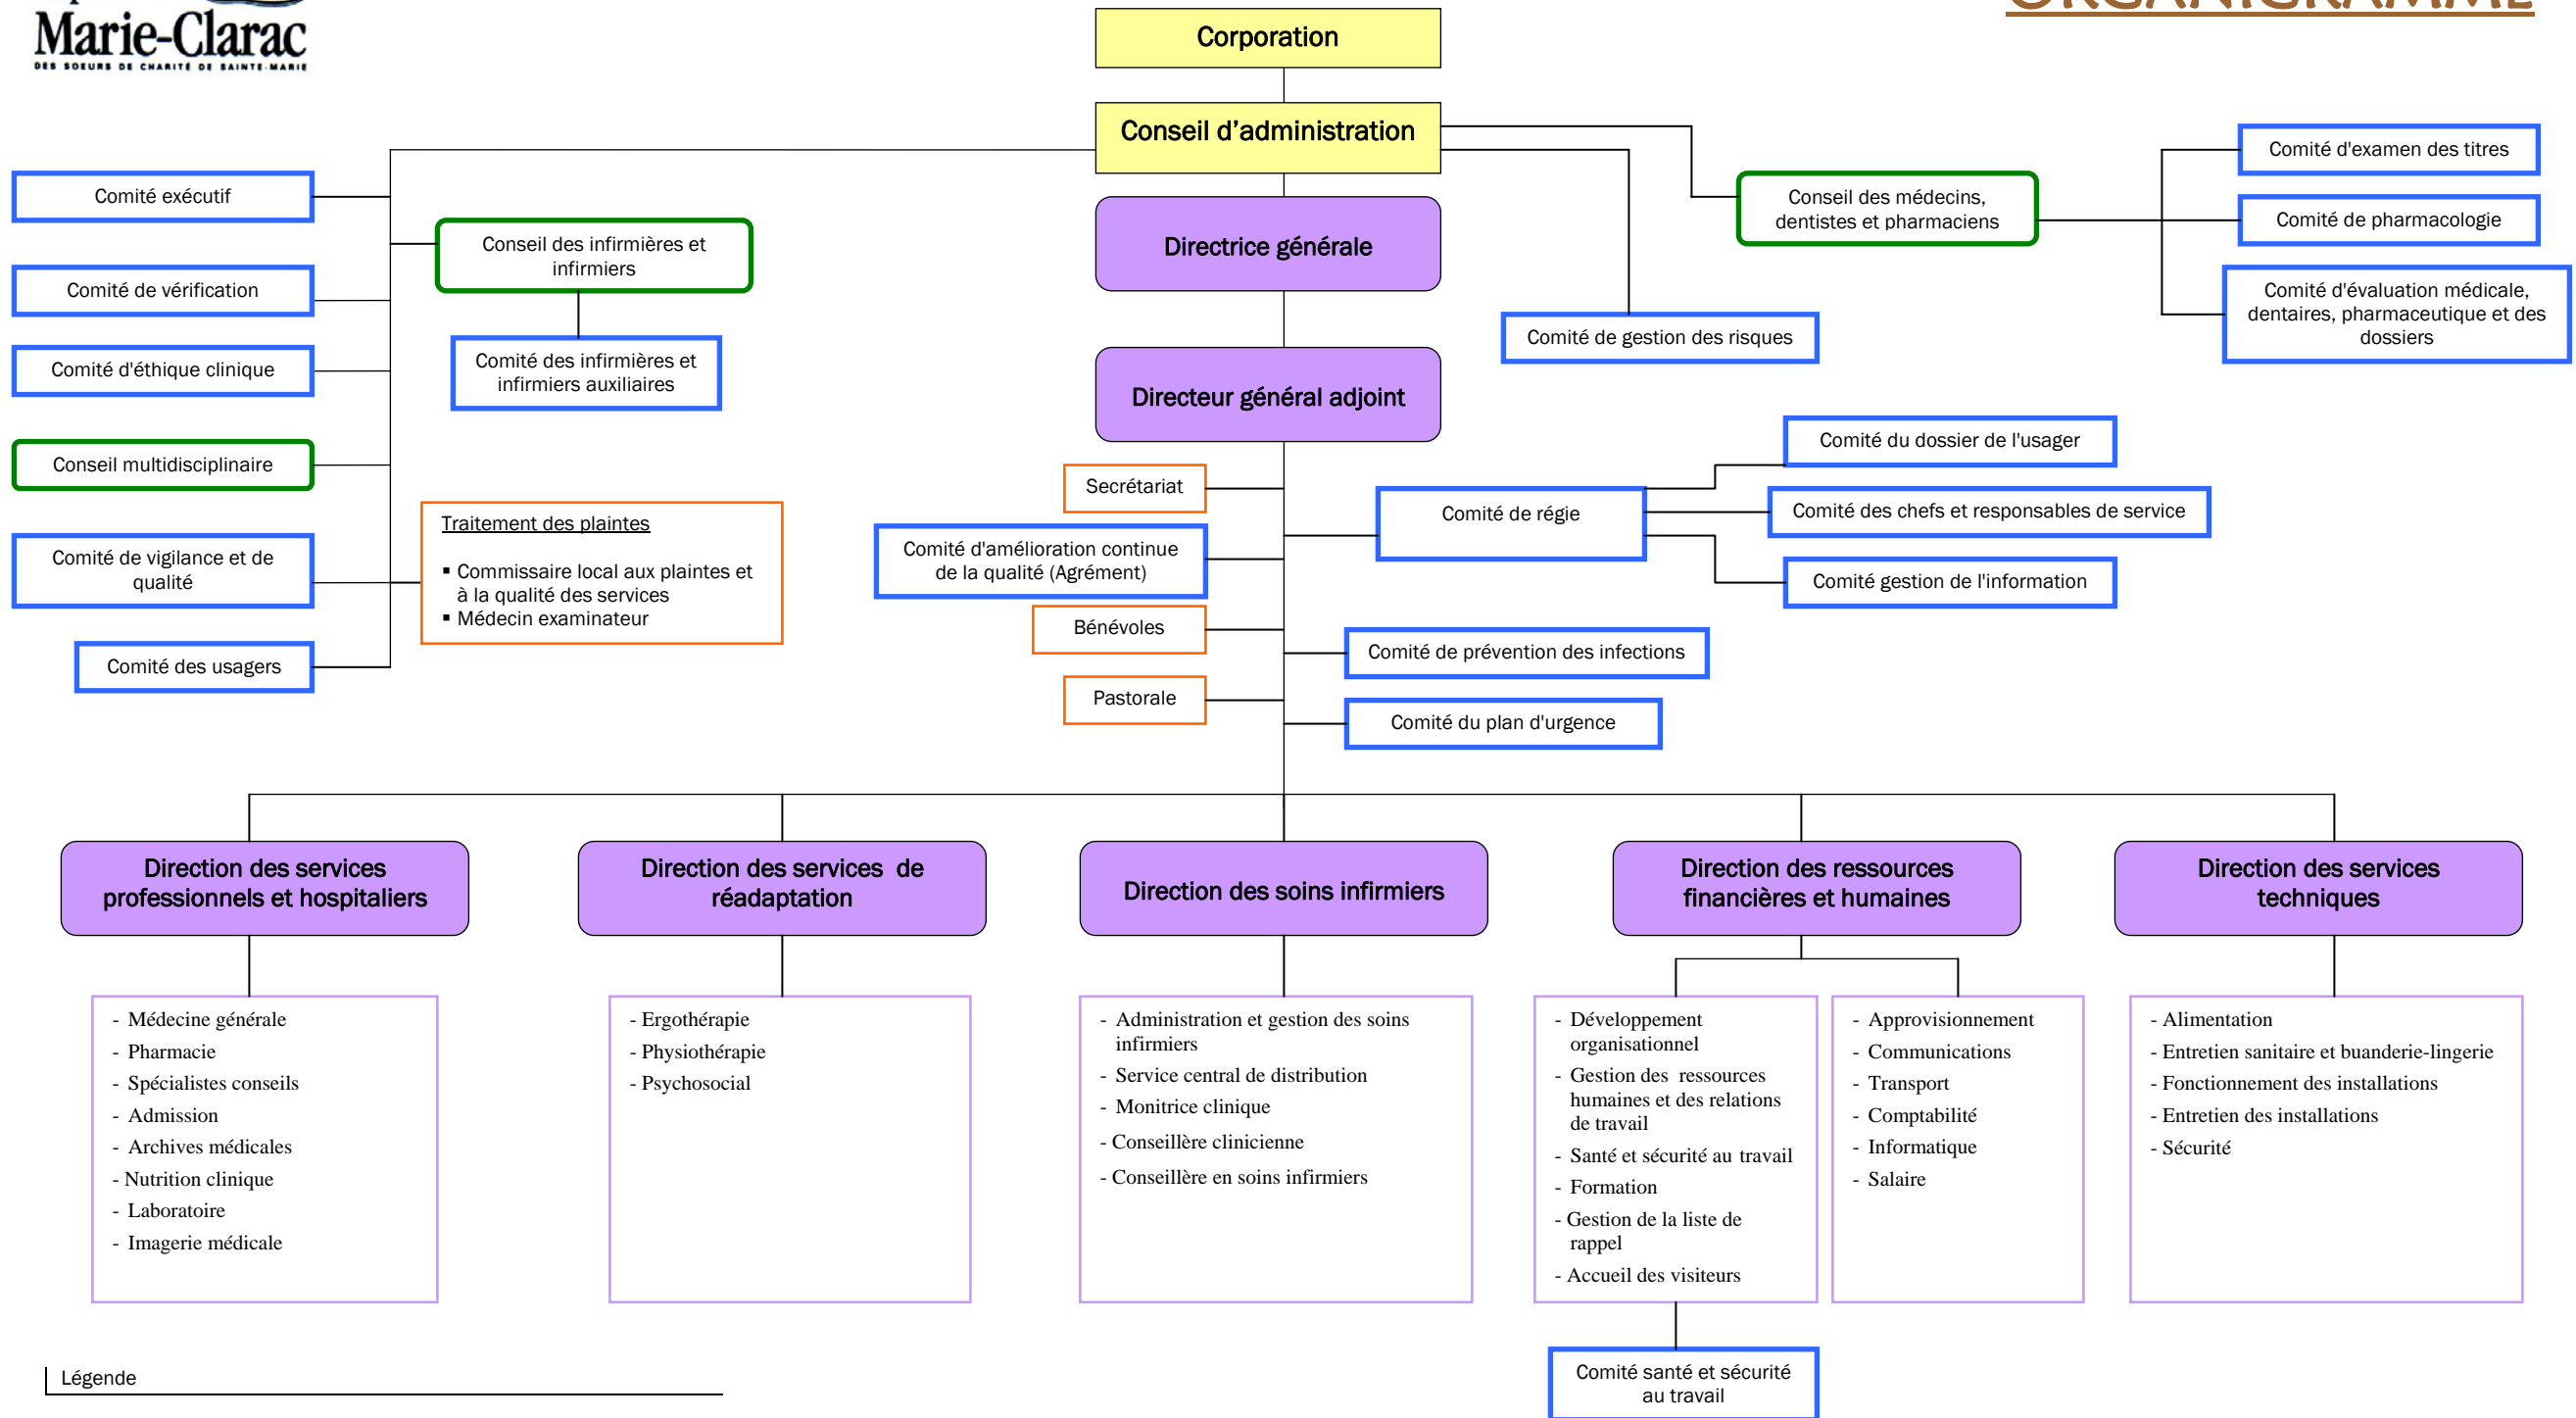 Marie-Clarac
DES SOEURS DE CHARITÉ DE SAINTE-MARIE
ORGANIGRAMME
Corporation
Conseil d'administration
Directrice générale
Directeur général adjoint
Comité exécutif
Comité de vérification
Comité d'éthique clinique
Conseil multidisciplinaire
Comité de vigilance et de
qualité
Comité des usagers
Conseil des infirmières et
infirmiers
Comité des infirmières et
infirmiers auxiliaires
Traitement des plaintes
▪ Commissaire local aux plaintes et
à la qualité des services
▪ Médecin examinateur
Conseil des médecins,
dentistes et pharmaciens
Comité d'examen des titres
Comité de pharmacologie
Comité d'évaluation médicale,
dentaires, pharmaceutique et des
dossiers
Comité de gestion des risques
Secrétariat
Comité d'amélioration continue
de la qualité (Agrément)
Bénévoles
Pastorale
Comité de régie
Comité du dossier de l'usager
Comité des chefs et responsables de service
Comité gestion de l'information
Comité de prévention des infections
Comité du plan d'urgence
Direction des services
professionnels et hospitaliers
- Médecine générale
- Pharmacie
- Spécialistes conseils
- Admission
- Archives médicales
- Nutrition clinique
- Laboratoire
- Imagerie médicale
Direction des services de
réadaptation
- Ergothérapie
- Physiothérapie
- Psychosocial
Direction des soins infirmiers
- Administration et gestion des soins
infirmiers
- Service central de distribution
- Monitrice clinique
- Conseillère clinicienne
- Conseillère en soins infirmiers
Direction des ressources
financières et humaines
- Développement
organisationnel
- Gestion des ressources
humaines et des relations
de travail
- Santé et sécurité au travail
- Formation
- Gestion de la liste de
rappel
- Accueil des visiteurs
- Approvisionnement
- Communications
- Transport
- Comptabilité
- Informatique
- Salaire
Comité santé et sécurité
au travail
Direction des services
techniques
- Alimentation
- Entretien sanitaire et buanderie-lingerie
- Fonctionnement des installations
- Entretien des installations
- Sécurité
Légende